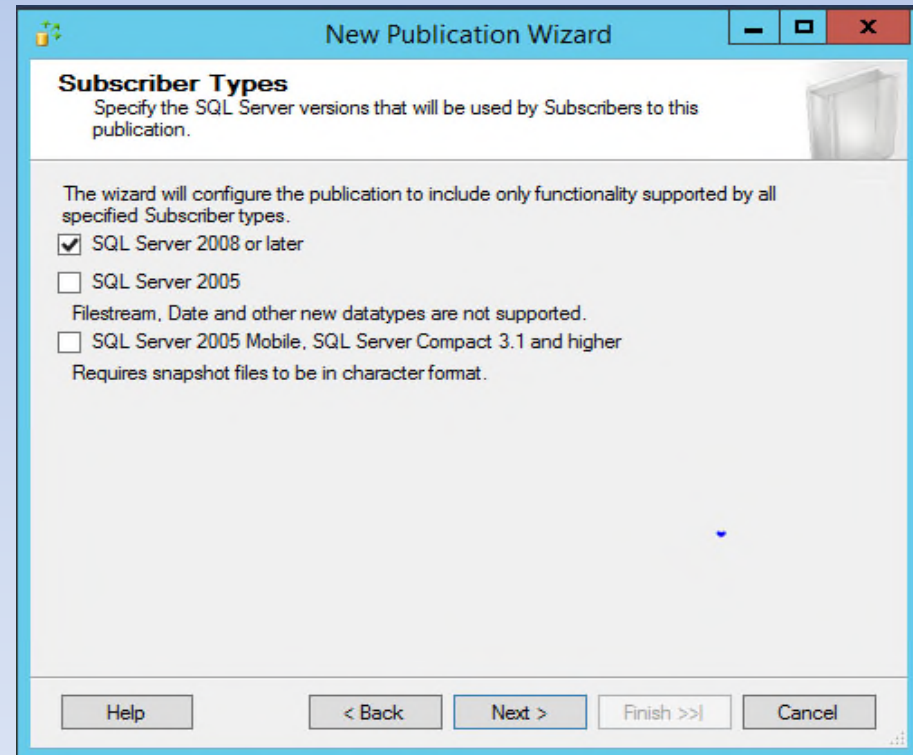 New Publication Wizard
Subscriber Types
Specify the SQL Server versions that will be used by Subscribers to this
publication.
The wizard will configure the publication to include only functionality supported by all
specified Subscriber types.
SQL Server 2008 or later
SQL Server 2005
Filestream, Date and other new datatypes are not supported.
SQL Server 2005 Mobile, SQL Server Compact 3.1 and higher
Requires snapshot files to be in character format.
Help < Back Next > Finish >>| Cancel